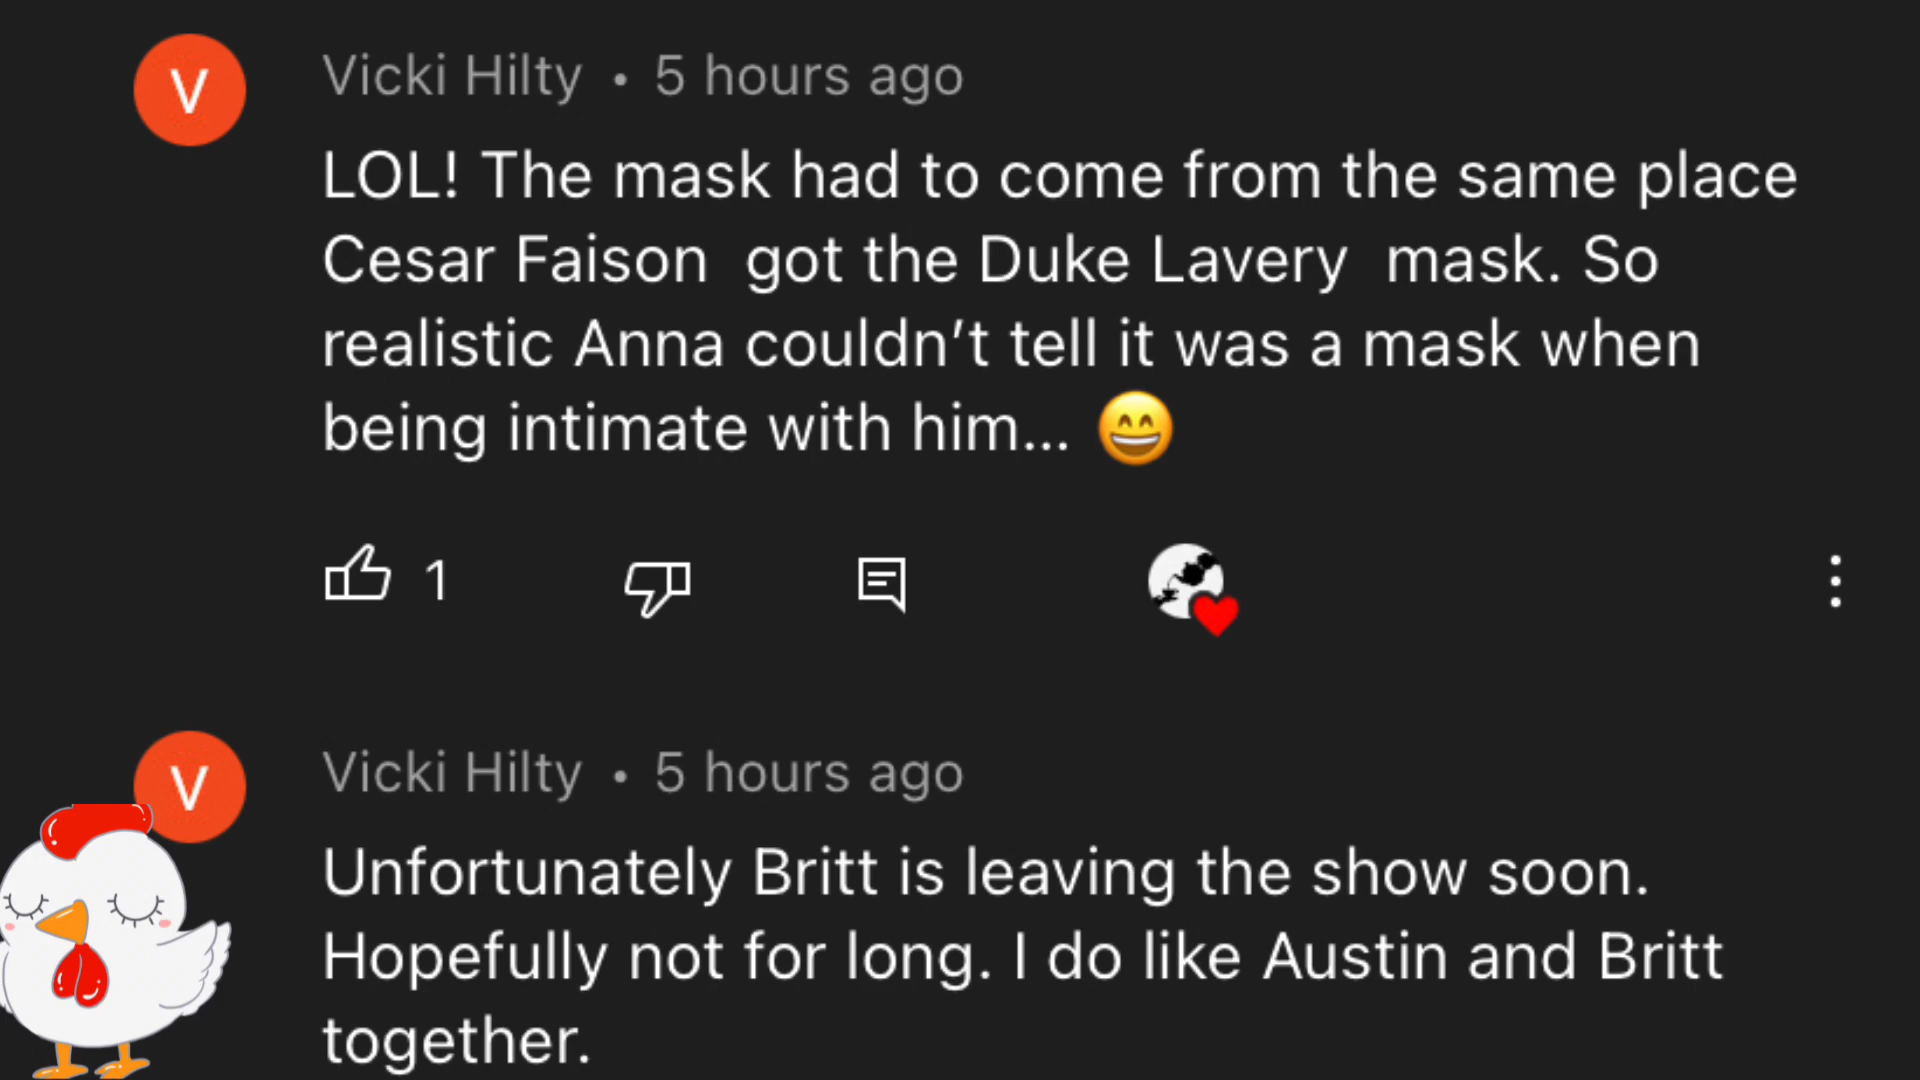 V
Vicki Hilty • 5 hours ago
LOL! The mask had to come from the same place
Cesar Faison  got the Duke Lavery  mask. So
realistic Anna couldn’t tell it was a mask when
being intimate with him... 😄
1
V
Vicki Hilty • 5 hours ago
Unfortunately Britt is leaving the show soon.
Hopefully not for long. I do like Austin and Britt
together.